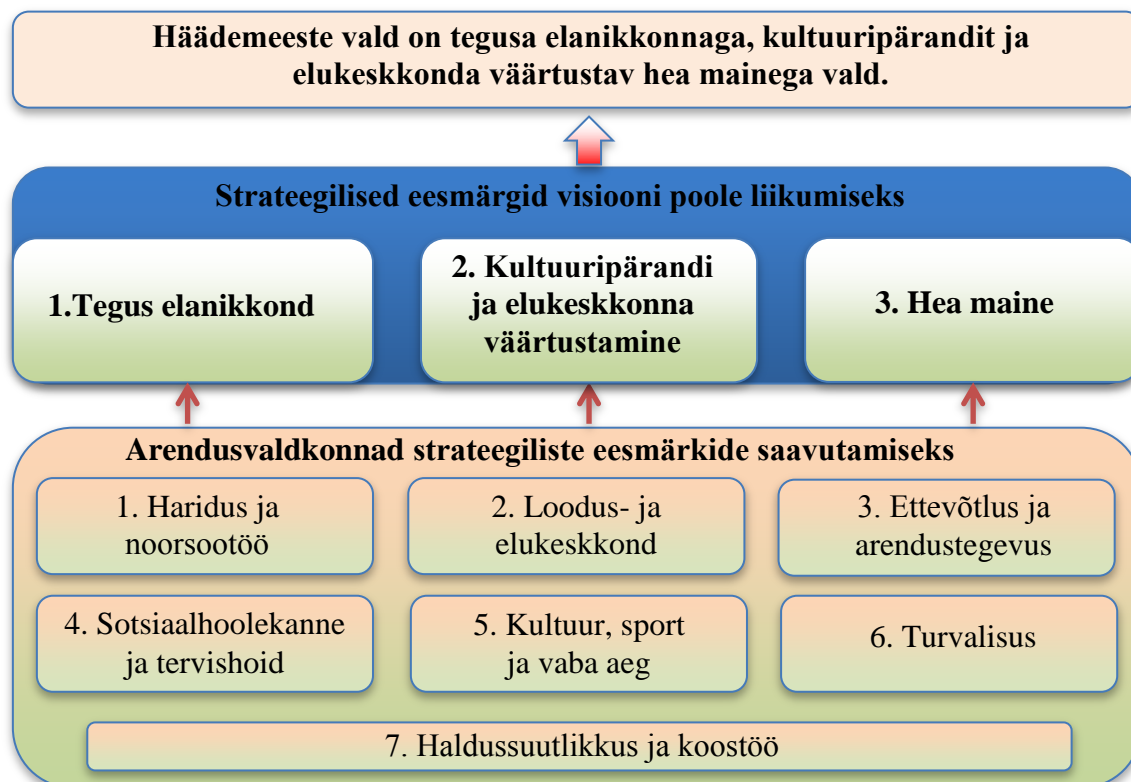 Häädemeeste vald on tegusa elanikkonnaga, kultuuripärandit ja
elukeskkonda väärtustav hea mainega vald.
Strateegilised eesmärgid visiooni poole liikumiseks
1.Tegus elanikkond
2. Kultuuripärandi
ja elukeskkonna
väärtustamine
3. Hea maine
Arendusvaldkonnad strateegiliste eesmärkide saavutamiseks
1. Haridus ja
noorsootöö
2. Loodus- ja
elukeskkond
3. Ettevõtlus ja
arendustegevus
4. Sotsiaalhoolekanne
ja tervishoid
5. Kultuur, sport
ja vaba aeg
6. Turvalisus
7. Haldussuutlikkus ja koostöö